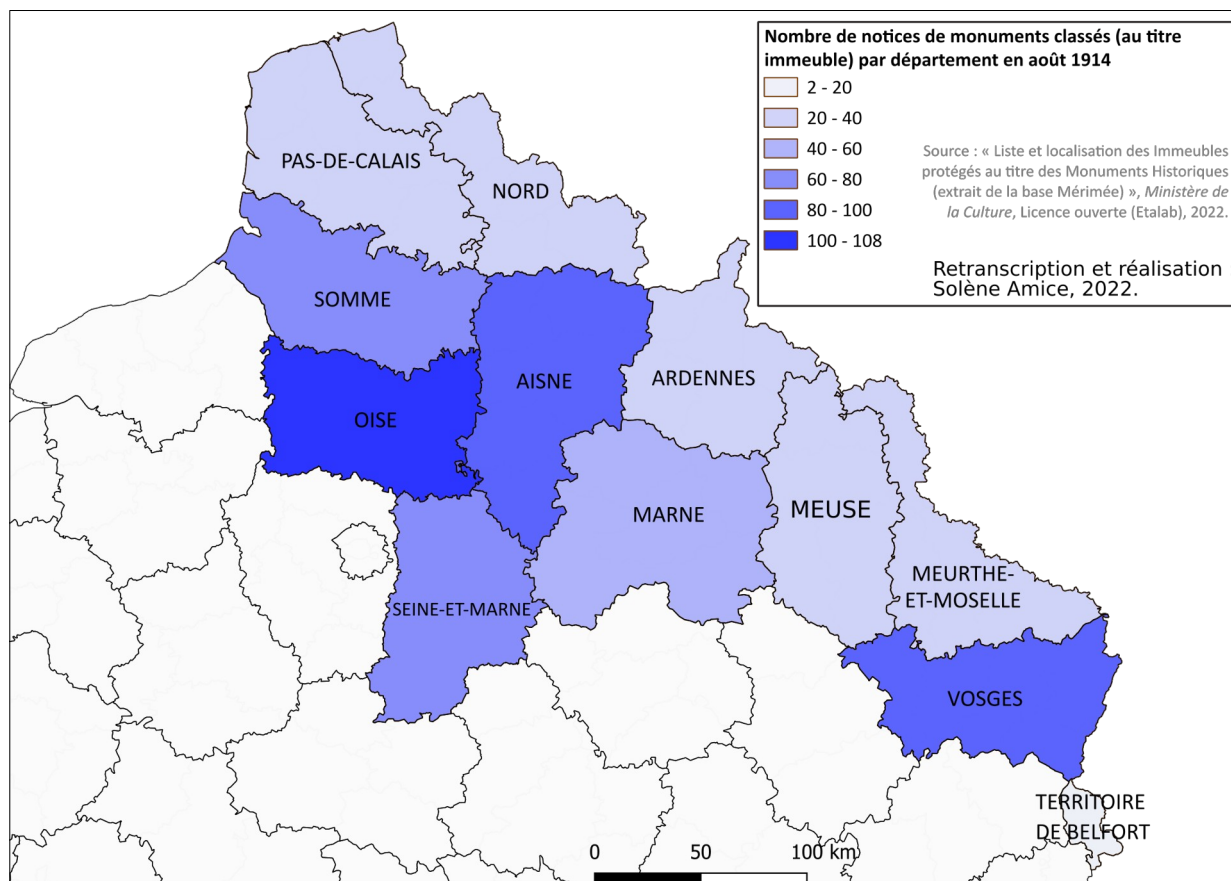 Nombre de notices de monuments classés (au titre
immeuble) par département en août 1914
2 - 20
20 - 40
40 - 60
60 - 80
80 - 100
100 - 108
Source : « Liste et localisation des Immeubles
protégés au titre des Monuments Historiques
(extrait de la base Mérimée) », Ministère de
la Culture, Licence ouverte (Etalab), 2022.
Retranscription et réalisation
Solène Amice, 2022.
PAS-DE-CALAIS
NORD
SOMME
AISNE
ARDENNES
OISE
MARNE
MEUSE
MEURTHE-
ET-MOSELLE
SEINE-ET-MARNE
VOSGES
TERRITOIRE
DE BELFORT
0 50 100 km